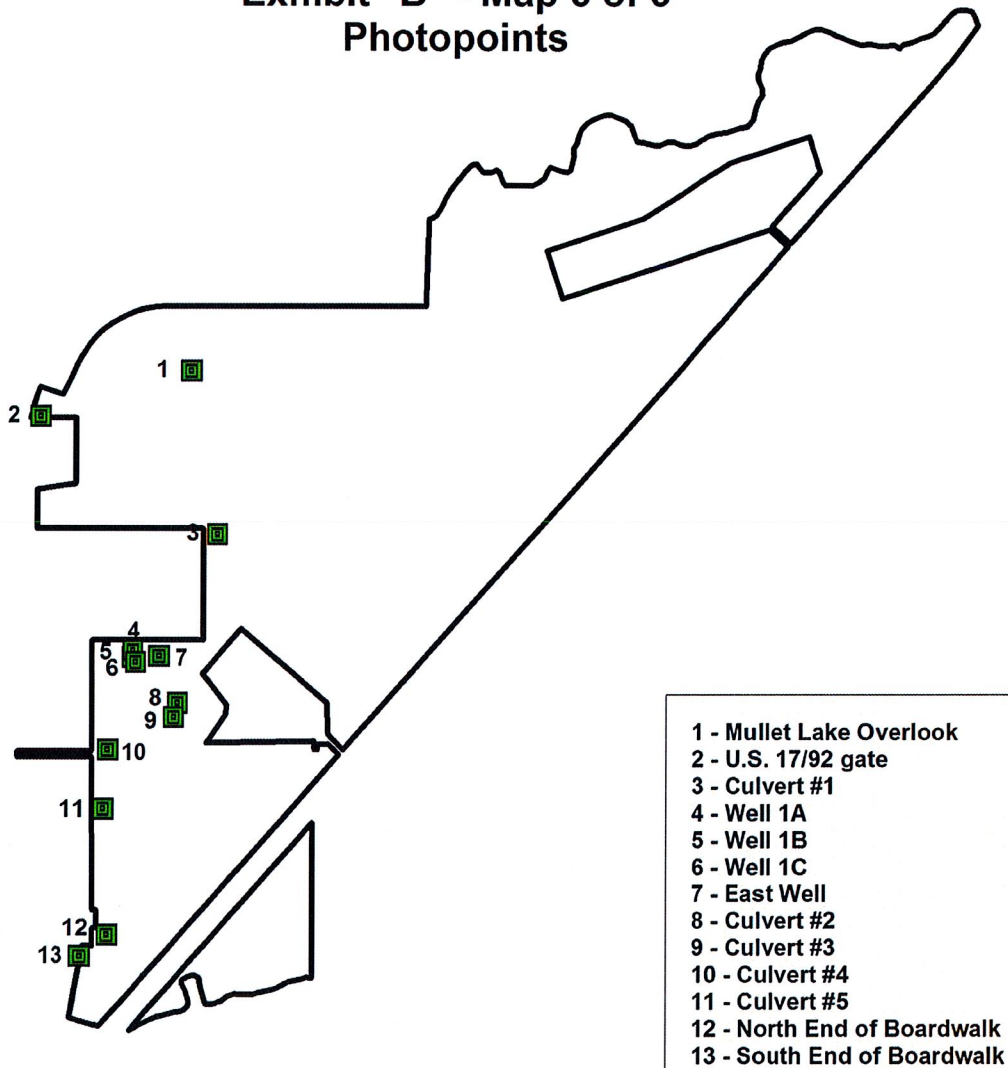 Photopoints
1
2
3
4
5
6
7
8
9
10
11
12
13
1 - Mullet Lake Overlook
2 - U.S. 17/92 gate
3 - Culvert #1
4 - Well 1A
5 - Well 1B
6 - Well 1C
7 - East Well
8 - Culvert #2
9 - Culvert #3
10 - Culvert #4
11 - Culvert #5
12 - North End of Boardwalk
13 - South End of Boardwalk